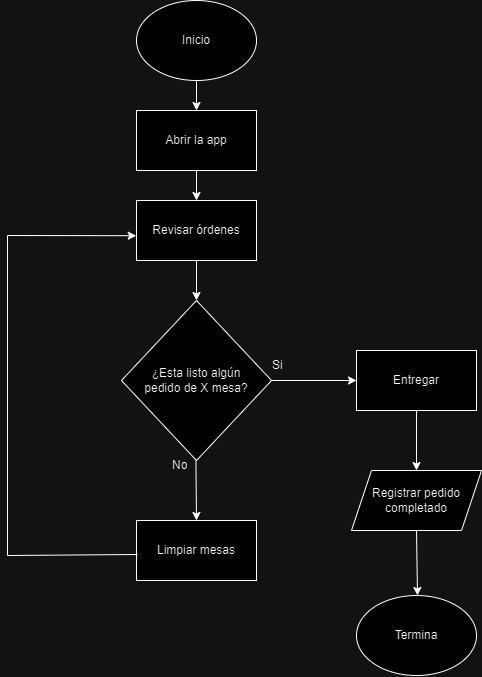 Inicio
Abrir la app
Revisar órdenes
¿Esta listo algún
pedido de X mesa?
Si
Entregar
No
Registrar pedido
completado
Limpiar mesas
Termina